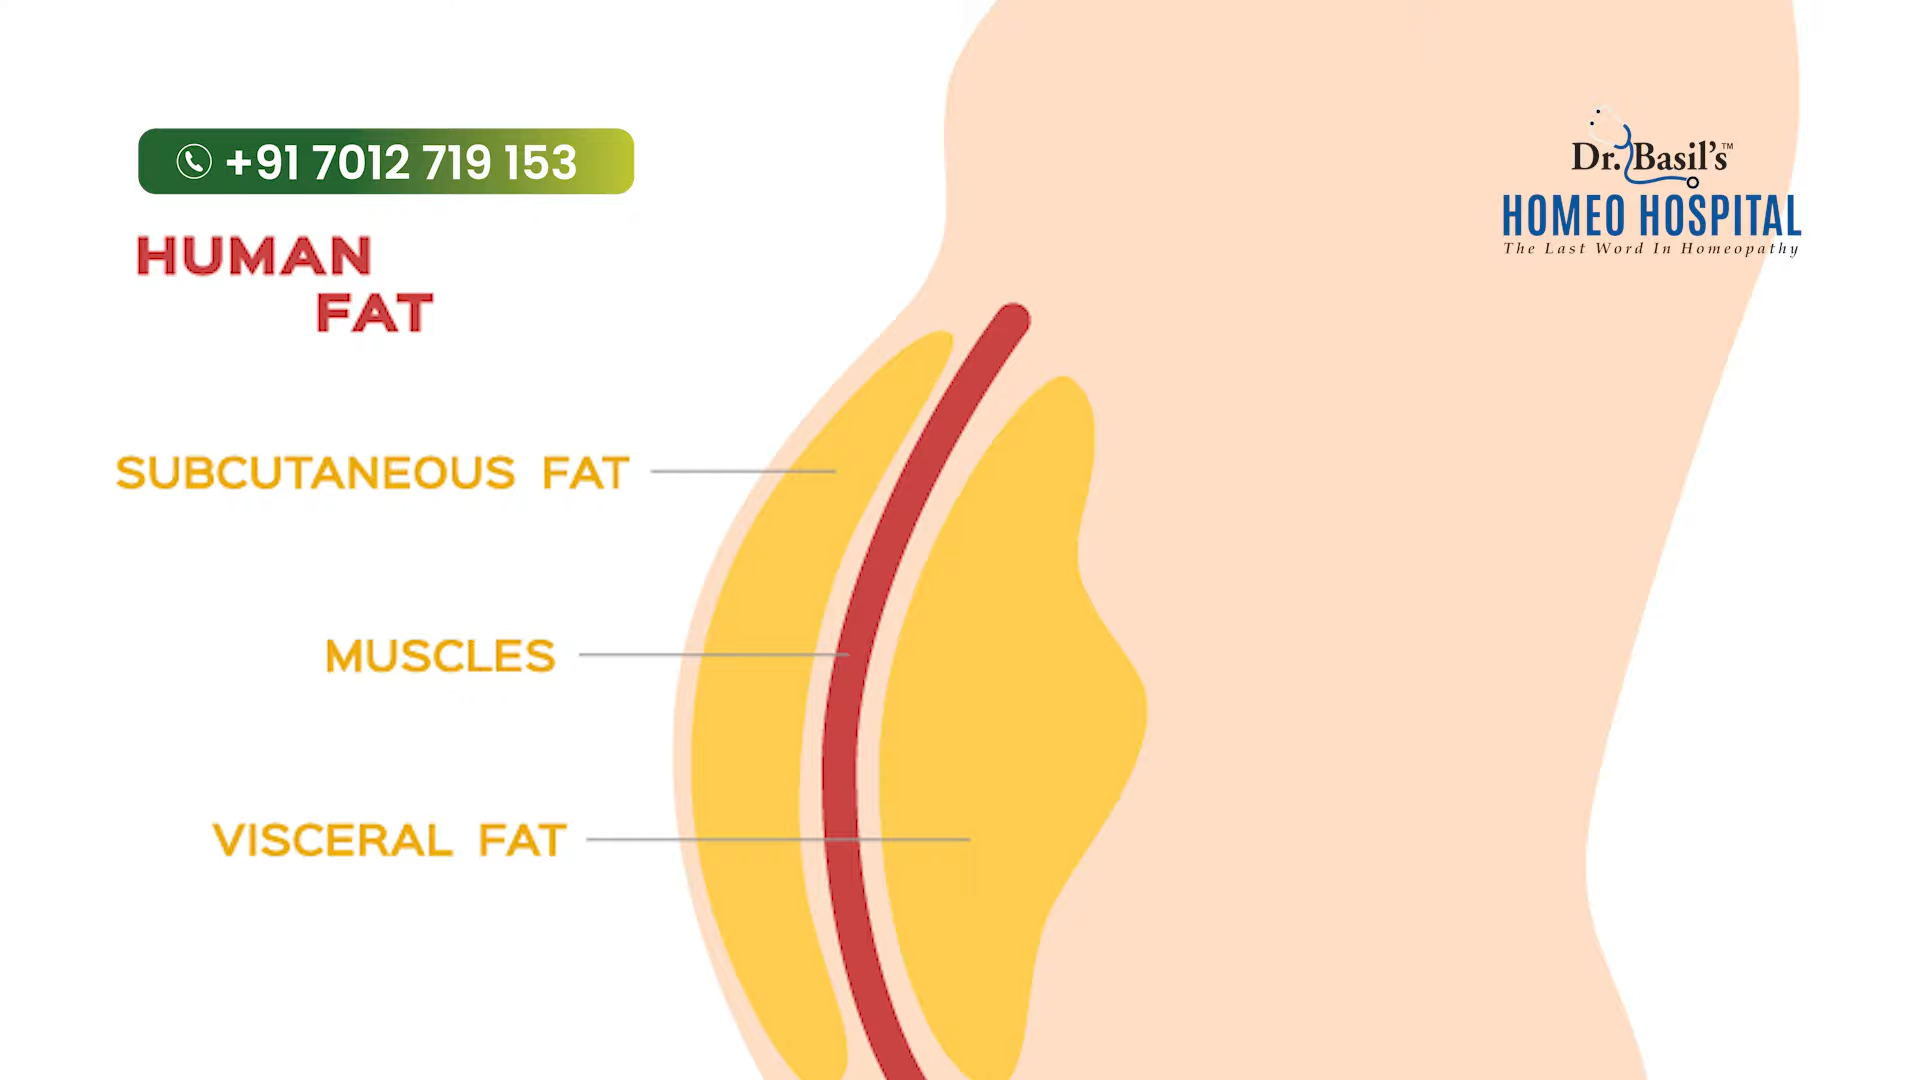 +91 7012 719 153
Dr. Basil's™
HOMEO HOSPITAL
The Last Word In Homeopathy
HUMAN
FAT
SUBCUTANEOUS FAT
MUSCLES
VISCERAL FAT